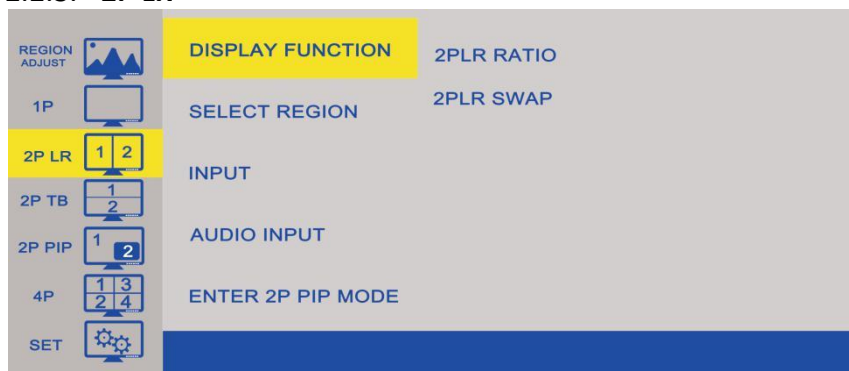 2.2.3. 2P LR
REGION
ADJUST
1P
2P LR 1 2
2P TB 1
2
2P PIP 1 2
4P 1 3
2 4
SET
DISPLAY FUNCTION
SELECT REGION
INPUT
AUDIO INPUT
ENTER 2P PIP MODE
2PLR RATIO
2PLR SWAP